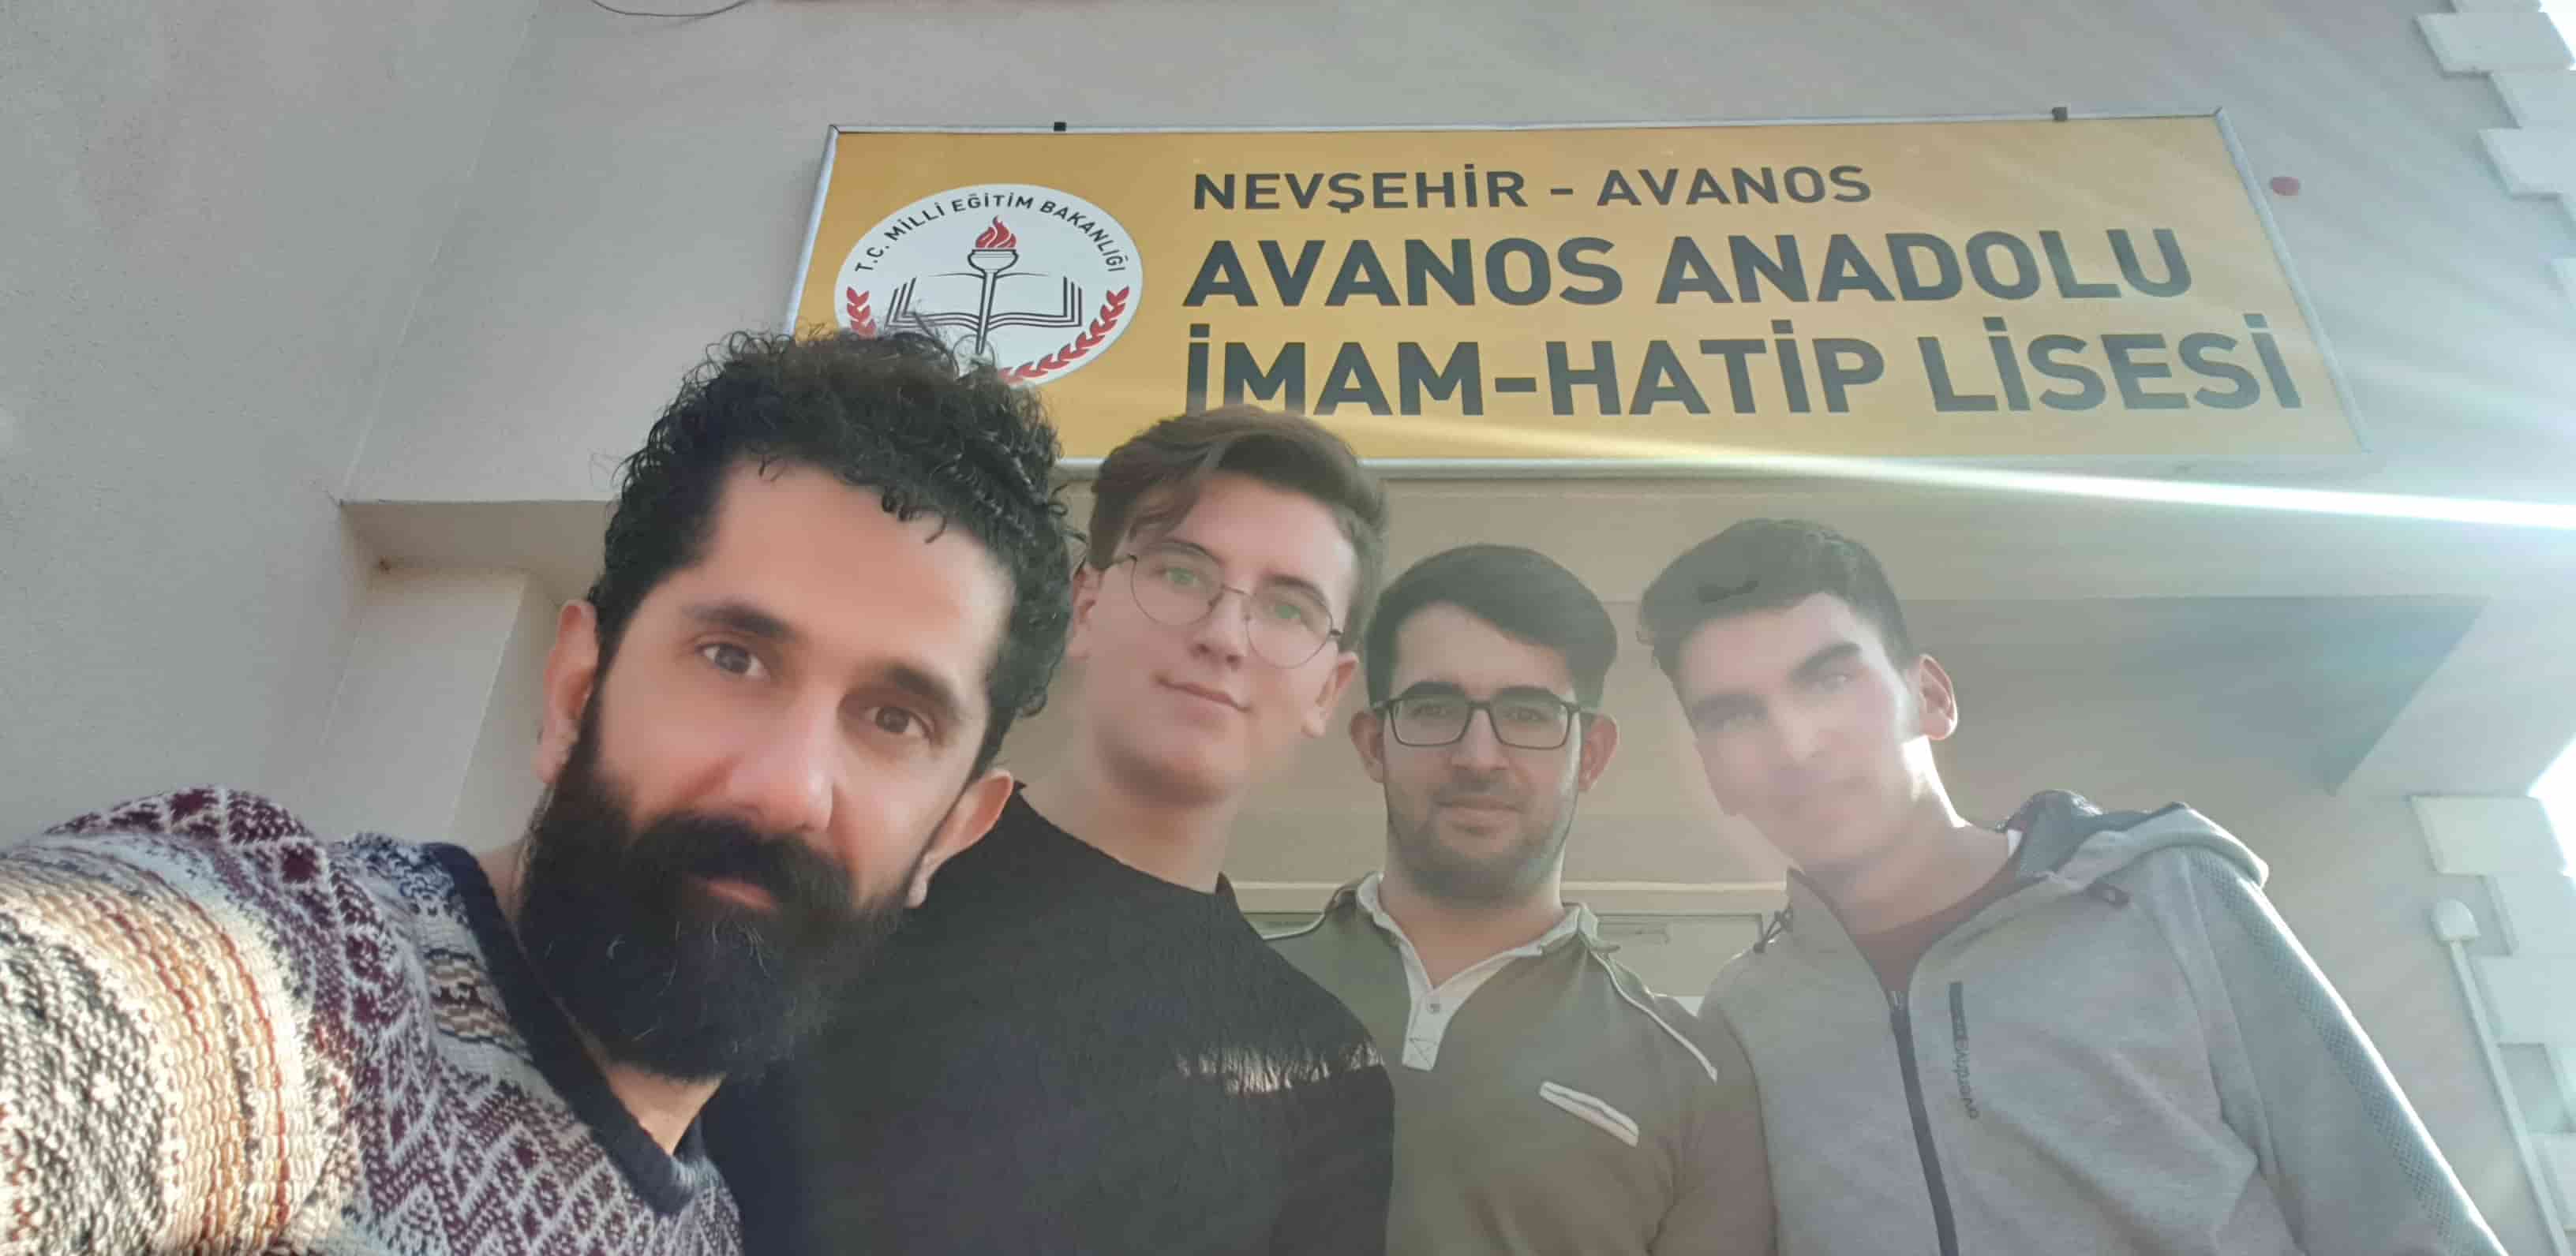 T.C. MİLLİ EĞİTİM BAKANLIĞI
NEVŞEHİR - AVANOS
AVANOS ANADOLU
İMAM-HATİP LİSESİ